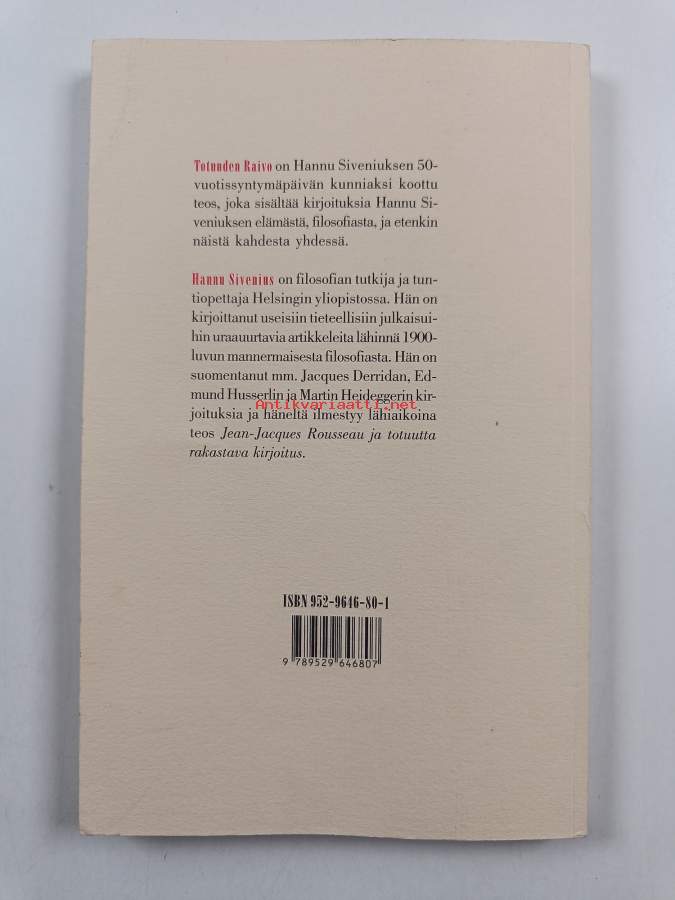 Totuuden Raivo on Hannu Siveniuksen 50-
vuotissyntymäpäivän kunniaksi koottu
teos, joka sisältää kirjoituksia Hannu Si-
veniuksen elämästä, filosofiasta, ja etenkin
näistä kahdesta yhdessä.
Hannu Sivenius on filosofian tutkija ja tun-
tiopettaja Helsingin yliopistossa. Hän on
kirjoittanut useisiin tieteellisiin julkaisui-
hin uraauurtavia artikkeleita lähinnä 1900-
luvun mannermaisesta filosofiasta. Hän on
suomentanut mm. Jacques Derridan, Ed-
mund Husserlin ja Martin Heideggerin kir-
Antikvariaatti.net
joituksia ja häneltä ilmestyy lähiaikoina
teos Jean-Jacques Rousseau ja totuutta
rakastava kirjoitus.
ISBN 952-9646-80-1
9 789529 646807